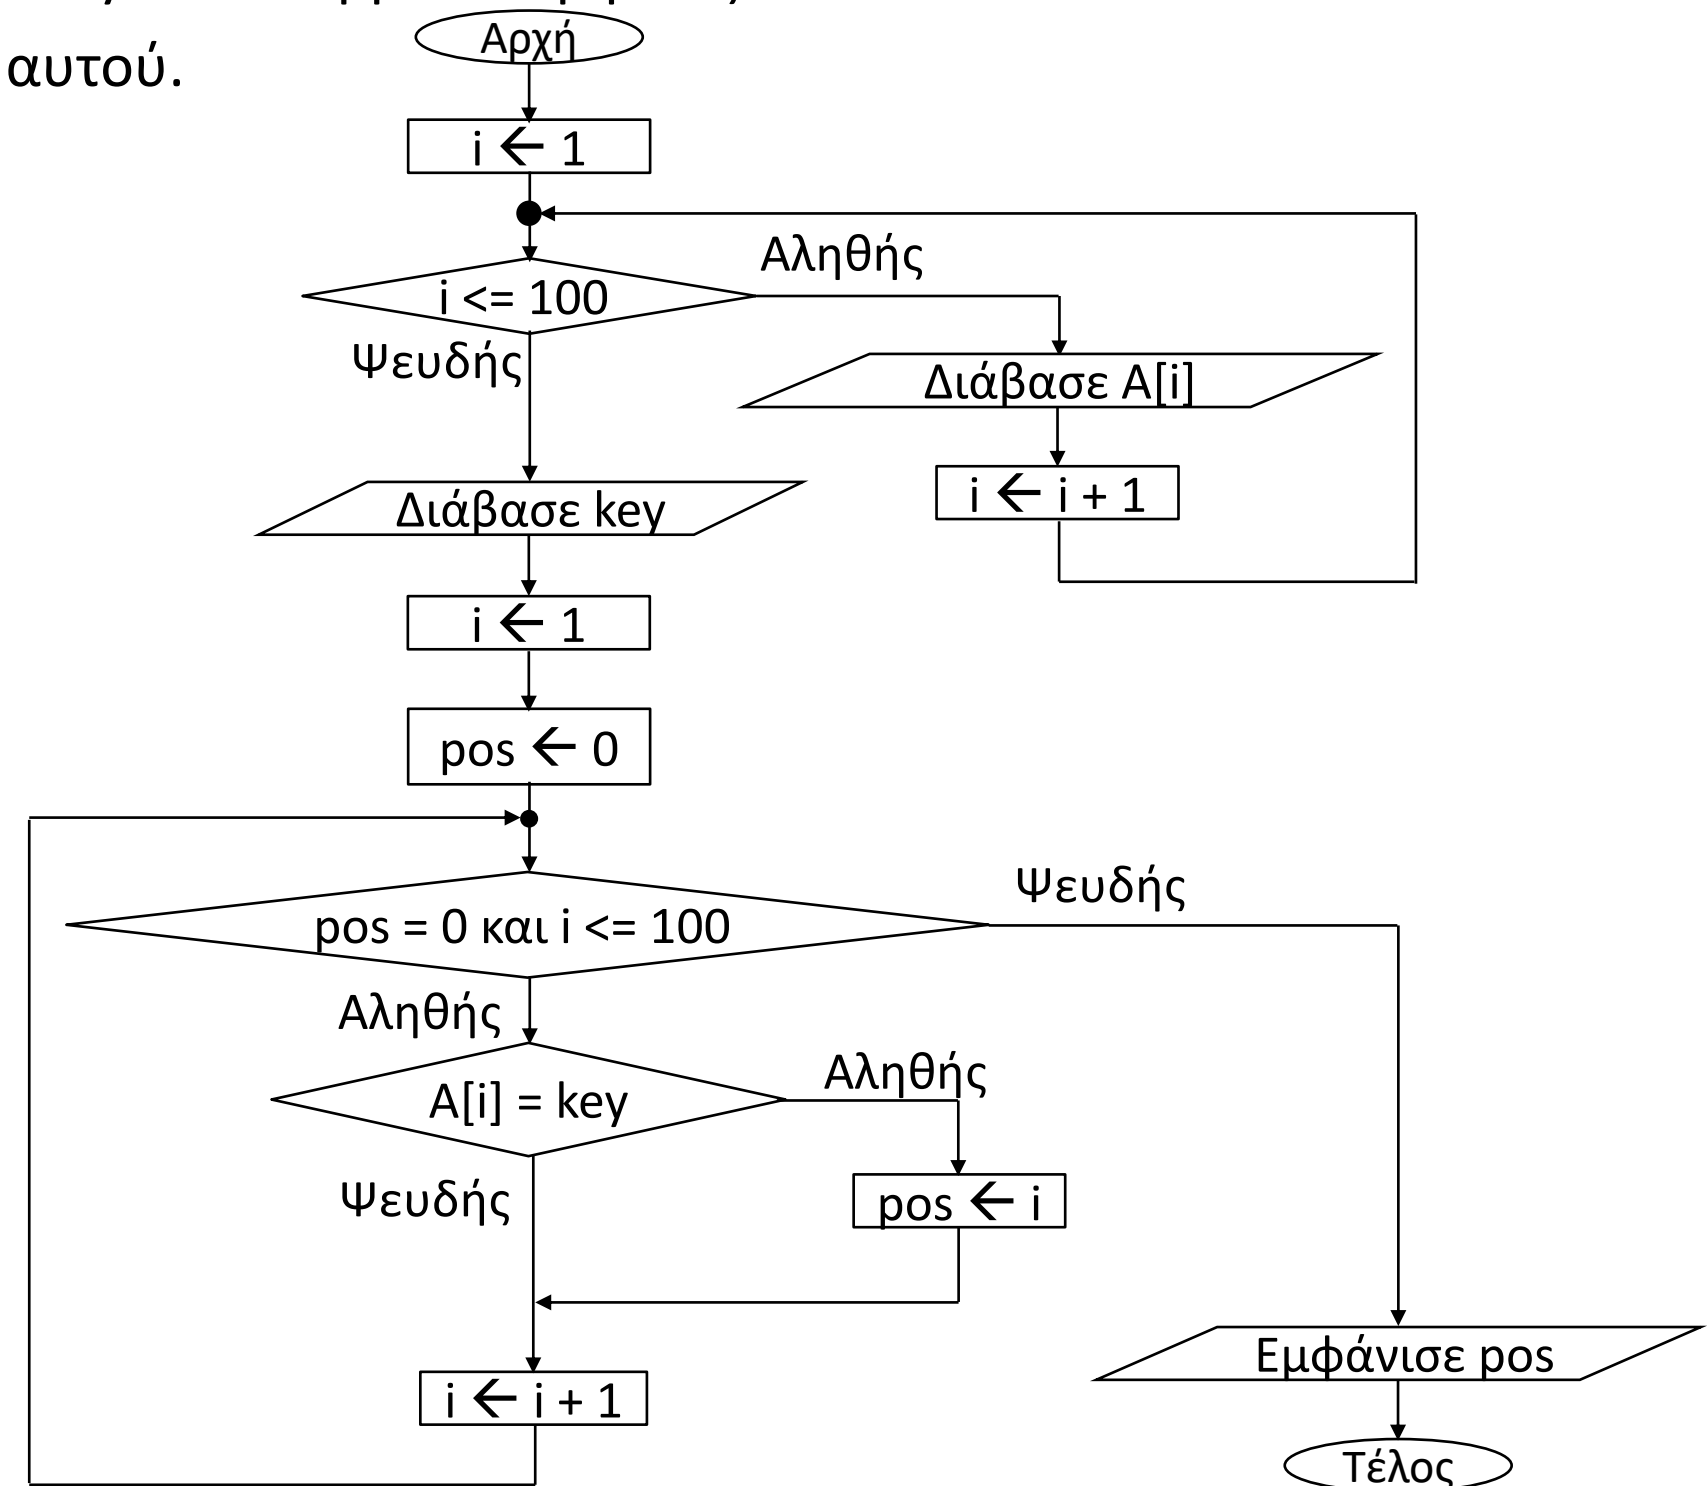 αυτού.
Αρχή
i ← 1
i <= 100
Αληθής
Ψευδής
Διάβασε A[i]
i ← i + 1
Διάβασε key
i ← 1
pos ← 0
pos = 0 και i <= 100
Ψευδής
Αληθής
A[i] = key
Αληθής
Ψευδής
pos ← i
i ← i + 1
Εμφάνισε pos
Τέλος